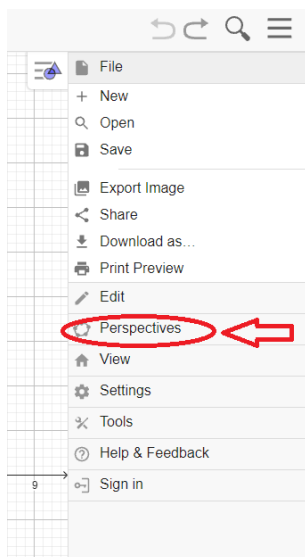 File
New
Open
Save
Export Image
Share
Download as...
Print Preview
Edit
Perspectives
View
Settings
Tools
Help & Feedback
9
Sign in